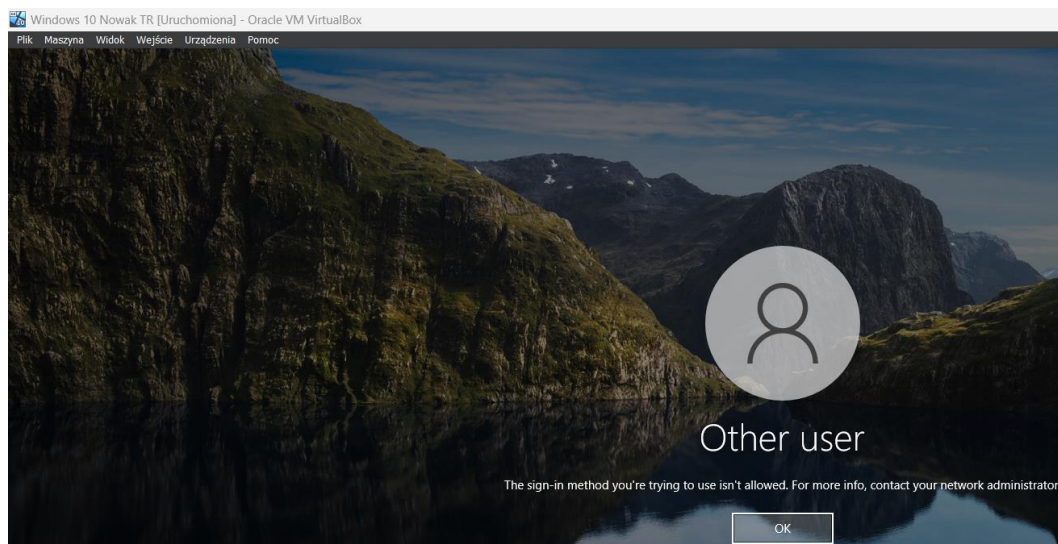 Windows 10 Nowak TR [Uruchomiona] - Oracle VM VirtualBox
Plik Maszyna Widok Wejście Urządzenia Pomoc
Other user
The sign-in method you're trying to use isn't allowed. For more info, contact your network administrator
OK